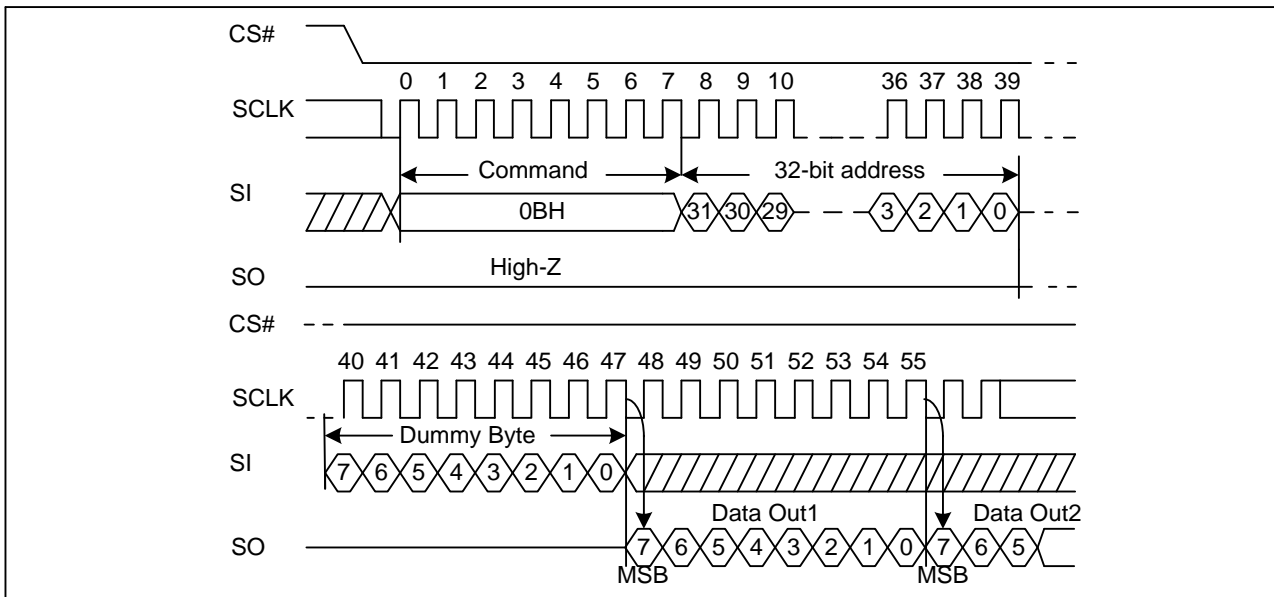 CS#
0 1 2 3 4 5 6 7 8 9 10 36 37 38 39
SCLK
Command 32-bit address
SI
0BH 31 30 29 3 2 1 0
High-Z
SO
CS#
40 41 42 43 44 45 46 47 48 49 50 51 52 53 54 55
SCLK
Dummy Byte
SI
7 6 5 4 3 2 1 0
Data Out1 Data Out2
SO
7 6 5 4 3 2 1 0 7 6 5
MSB MSB